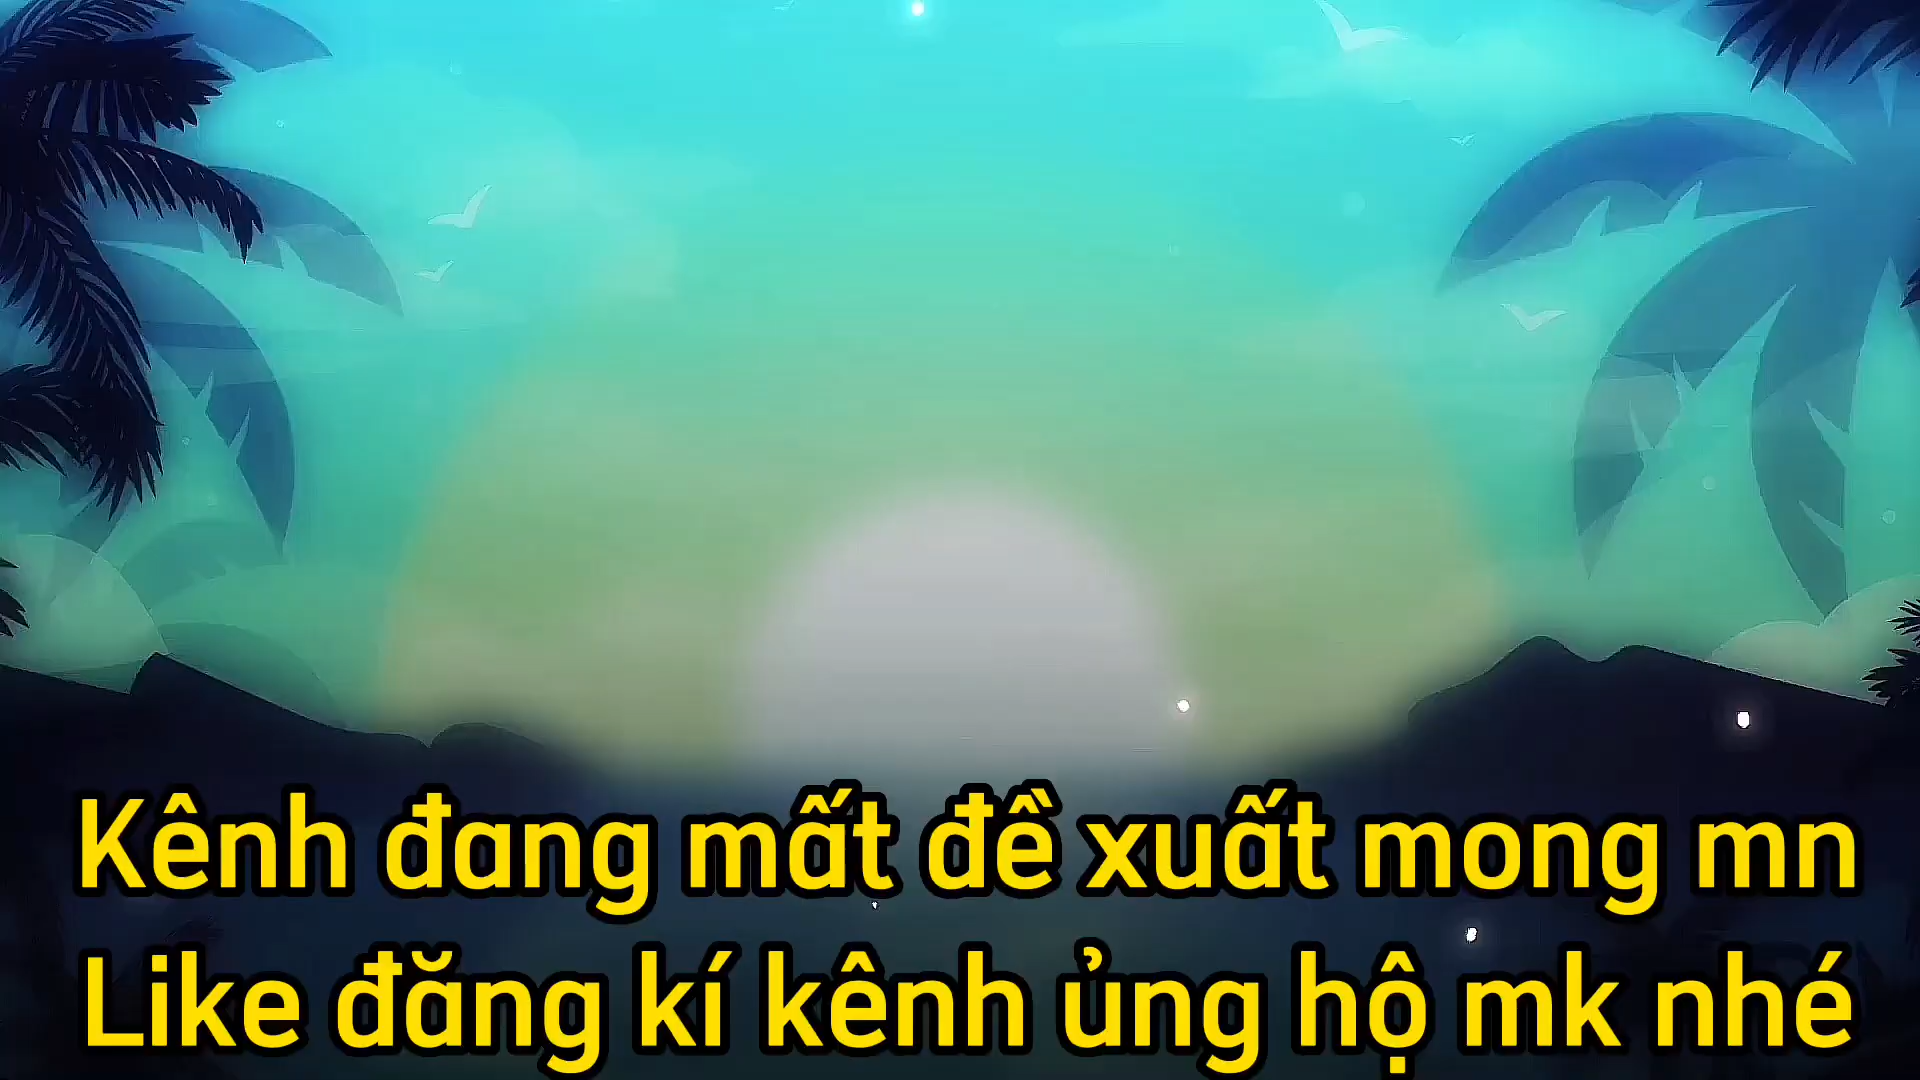 Kênh đang mất đề xuất mong mn
Like đăng kí kênh ủng hộ mk nhé